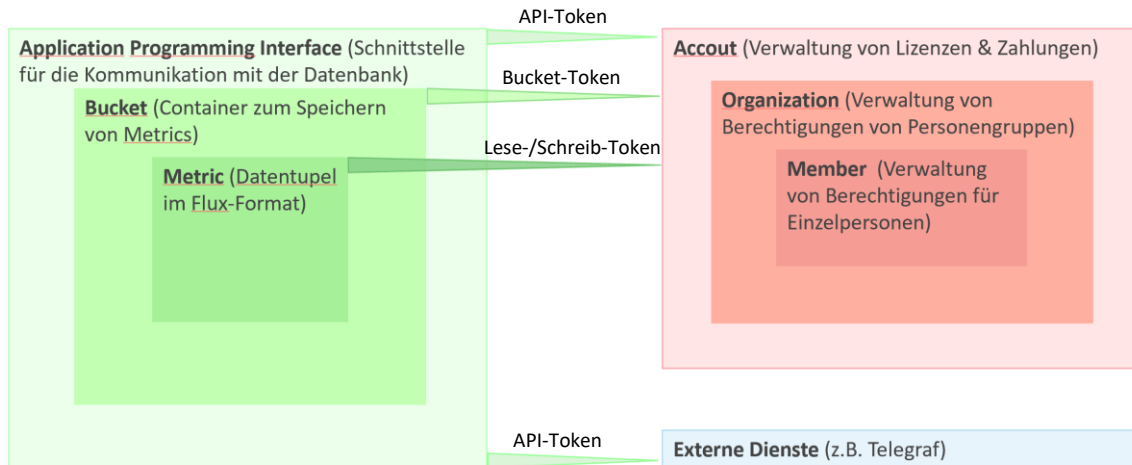 API-Token
Application Programming Interface (Schnittstelle
für die Kommunikation mit der Datenbank)
Bucket (Container zum Speichern
von Metrics)
Metric (Datentupel
im Flux-Format)
Bucket-Token
Lese-/Schreib-Token
Accout (Verwaltung von Lizenzen & Zahlungen)
Organization (Verwaltung von
Berechtigungen von Personengruppen)
Member (Verwaltung
von Berechtigungen für
Einzelpersonen)
API-Token
Externe Dienste (z.B. Telegraf)